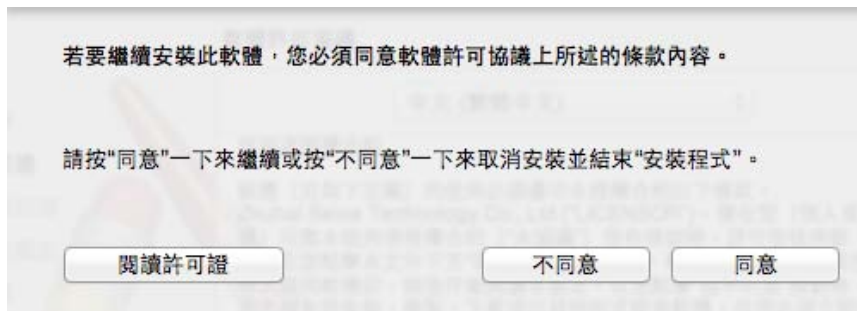 若要繼續安裝此軟體，您必須同意軟體許可協議上所述的條款內容。
請按“同意”一下來繼續或按“不同意”一下來取消安裝並結束“安裝程式”。
閱讀許可證
不同意
同意